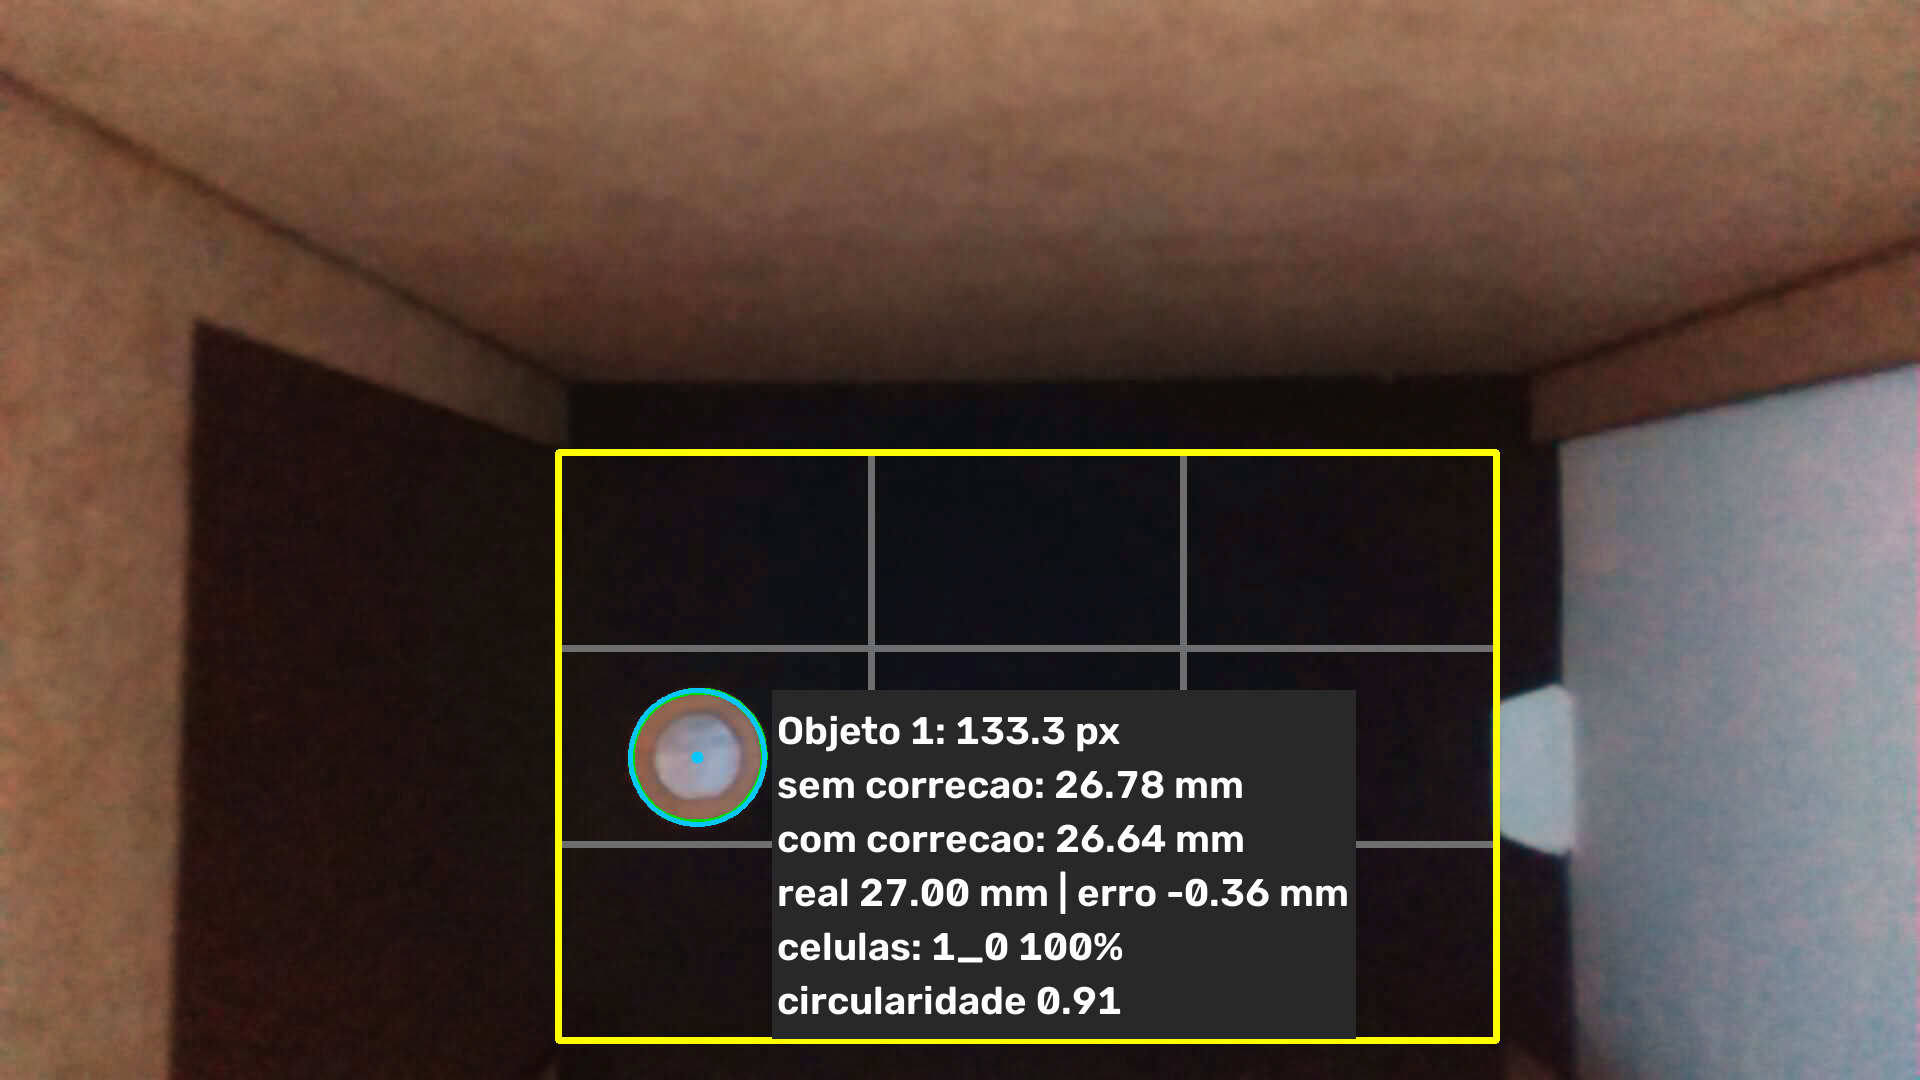 Objeto 1: 133.3 px
sem correcao: 26.78 mm
com correcao: 26.64 mm
real 27.00 mm | erro -0.36 mm
celulas: 1_0 100%
circularidade 0.91